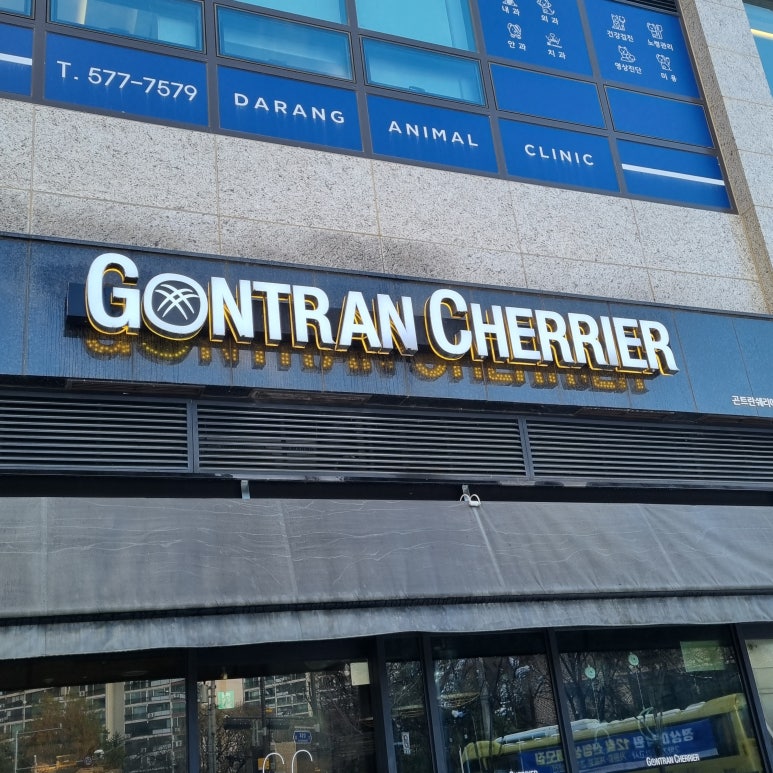 내과
외과
안과
치과
건강검진
노령관리
영상진단
미용
T. 577-7579
DARANG
ANIMAL
CLINIC
GONTRAN CHERRIER
곤트란쉐리에
GONTRAN CHERRIER